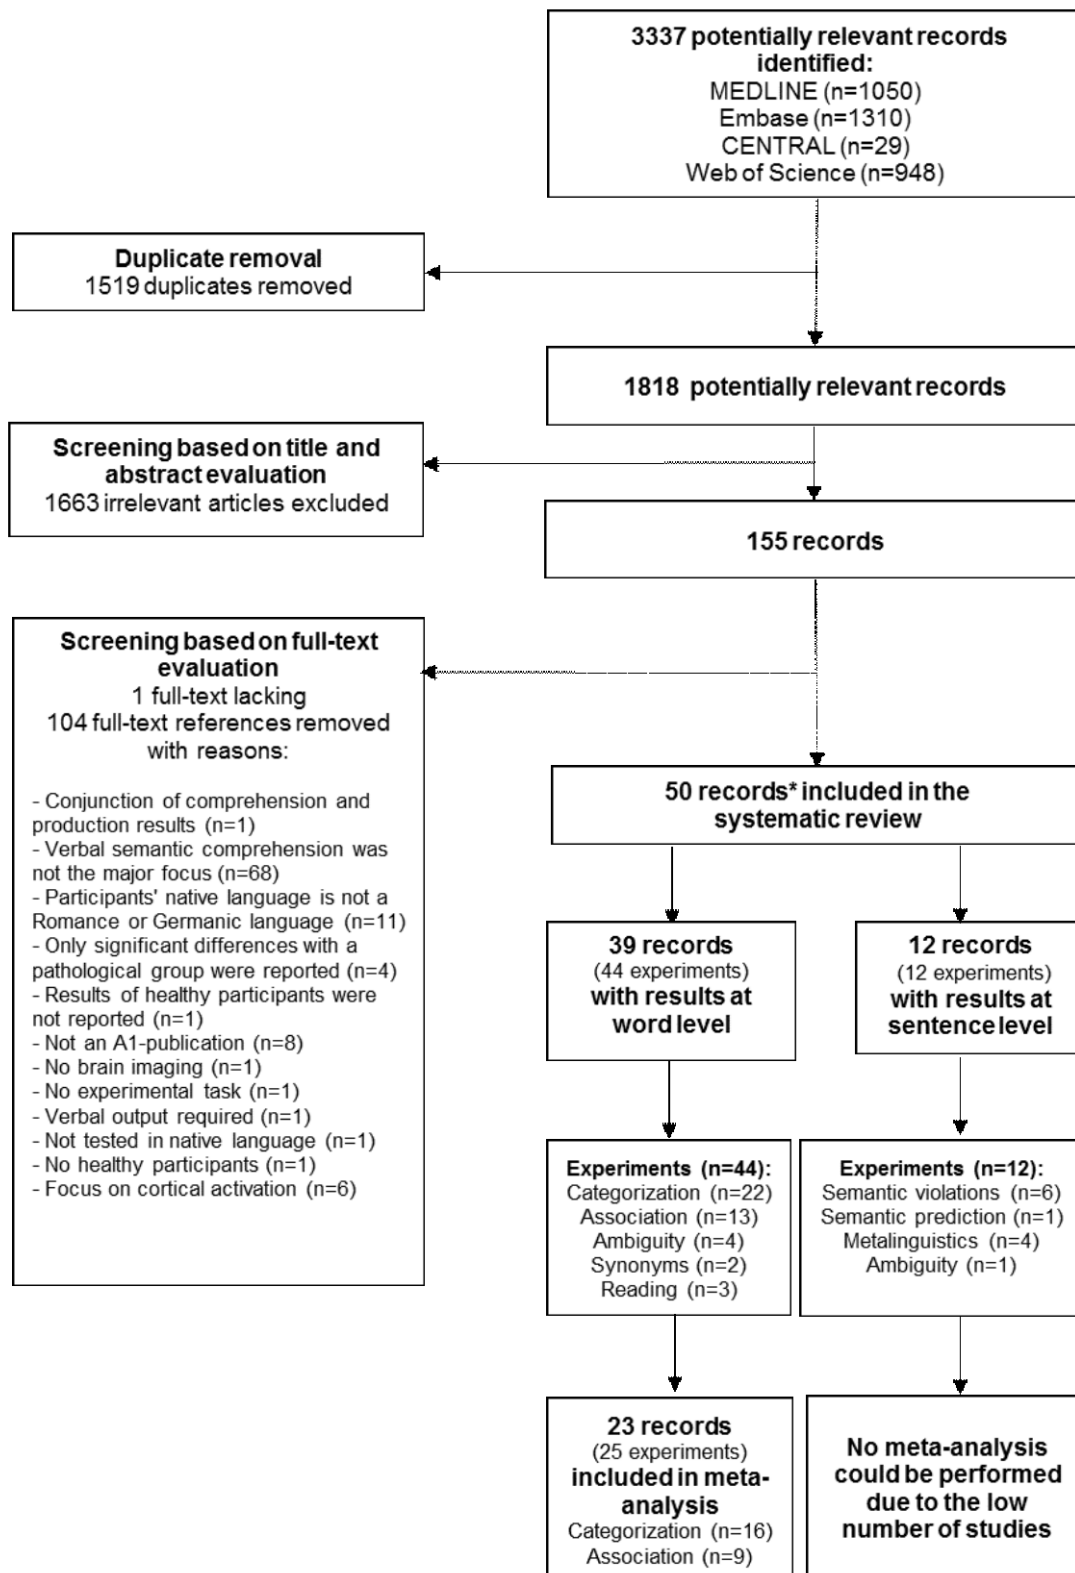 3337 potentially relevant records
identified:
MEDLINE (n=1050)
Embase (n=1310)
CENTRAL (n=29)
Web of Science (n=948)
Duplicate removal
1519 duplicates removed
1818 potentially relevant records
Screening based on title and
abstract evaluation
1663 irrelevant articles excluded
155 records
Screening based on full-text
evaluation
1 full-text lacking
104 full-text references removed
with reasons:
- Conjunction of comprehension and
production results (n=1)
- Verbal semantic comprehension was
not the major focus (n=68)
- Participants' native language is not a
Romance or Germanic language (n=11)
- Only significant differences with a
pathological group were reported (n=4)
- Results of healthy participants were
not reported (n=1)
- Not an A1-publication (n=8)
- No brain imaging (n=1)
- No experimental task (n=1)
- Verbal output required (n=1)
- Not tested in native language (n=1)
- No healthy participants (n=1)
- Focus on cortical activation (n=6)
50 records* included in the
systematic review
39 records
(44 experiments)
with results at
word level
12 records
(12 experiments)
with results at
sentence level
Experiments (n=44):
Categorization (n=22)
Association (n=13)
Ambiguity (n=4)
Synonyms (n=2)
Reading (n=3)
Experiments (n=12):
Semantic violations (n=6)
Semantic prediction (n=1)
Metalinguistics (n=4)
Ambiguity (n=1)
23 records
(25 experiments)
included in meta-
analysis
Categorization (n=16)
Association (n=9)
No meta-analysis
could be performed
due to the low
number of studies